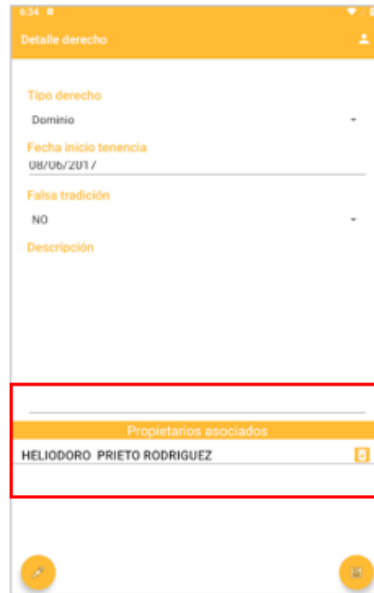 6:34
Detalle derecho
Tipo derecho
Dominio
Fecha inicio tenencia
08/06/2017
Falsa tradición
NO
Descripción
Propietarios asociados
HELIODORO PRIETO RODRIGUEZ